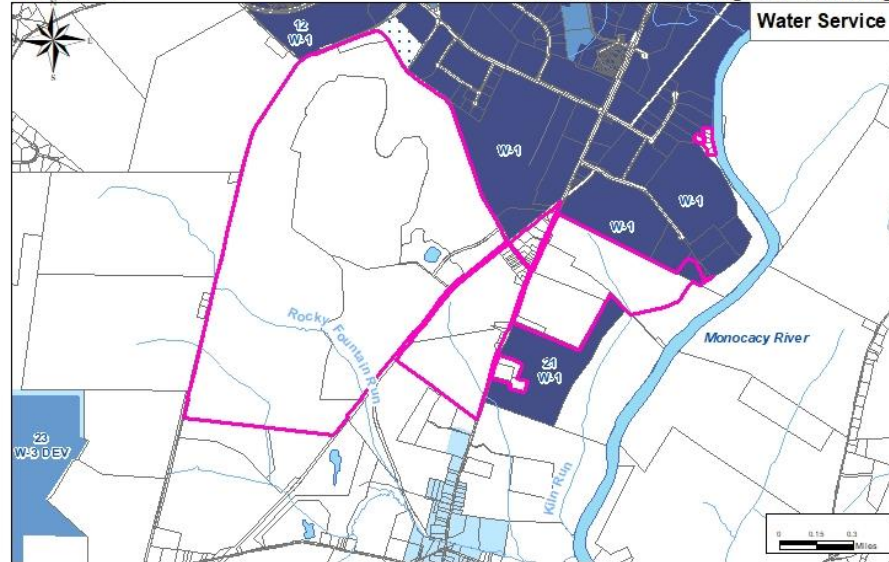 N
E
S
Water Service
12
W-1
W-1
W-1
W-1
Rocky Fountain Run
Monocacy River
21
W-1
23
W-3 DEV
Kiln Run
0 0.15 0.3
Miles